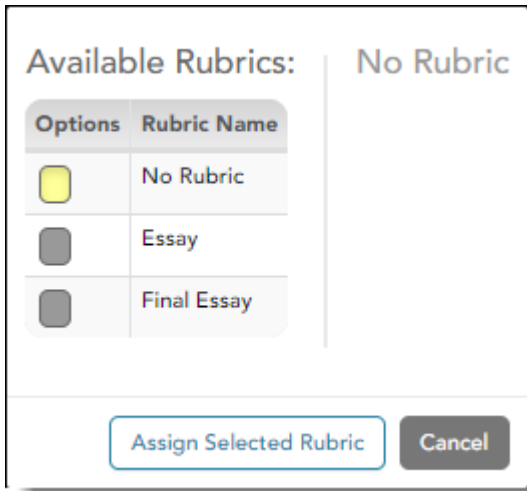 Available Rubrics:
No Rubric
Options Rubric Name
No Rubric
Essay
Final Essay
Assign Selected Rubric Cancel